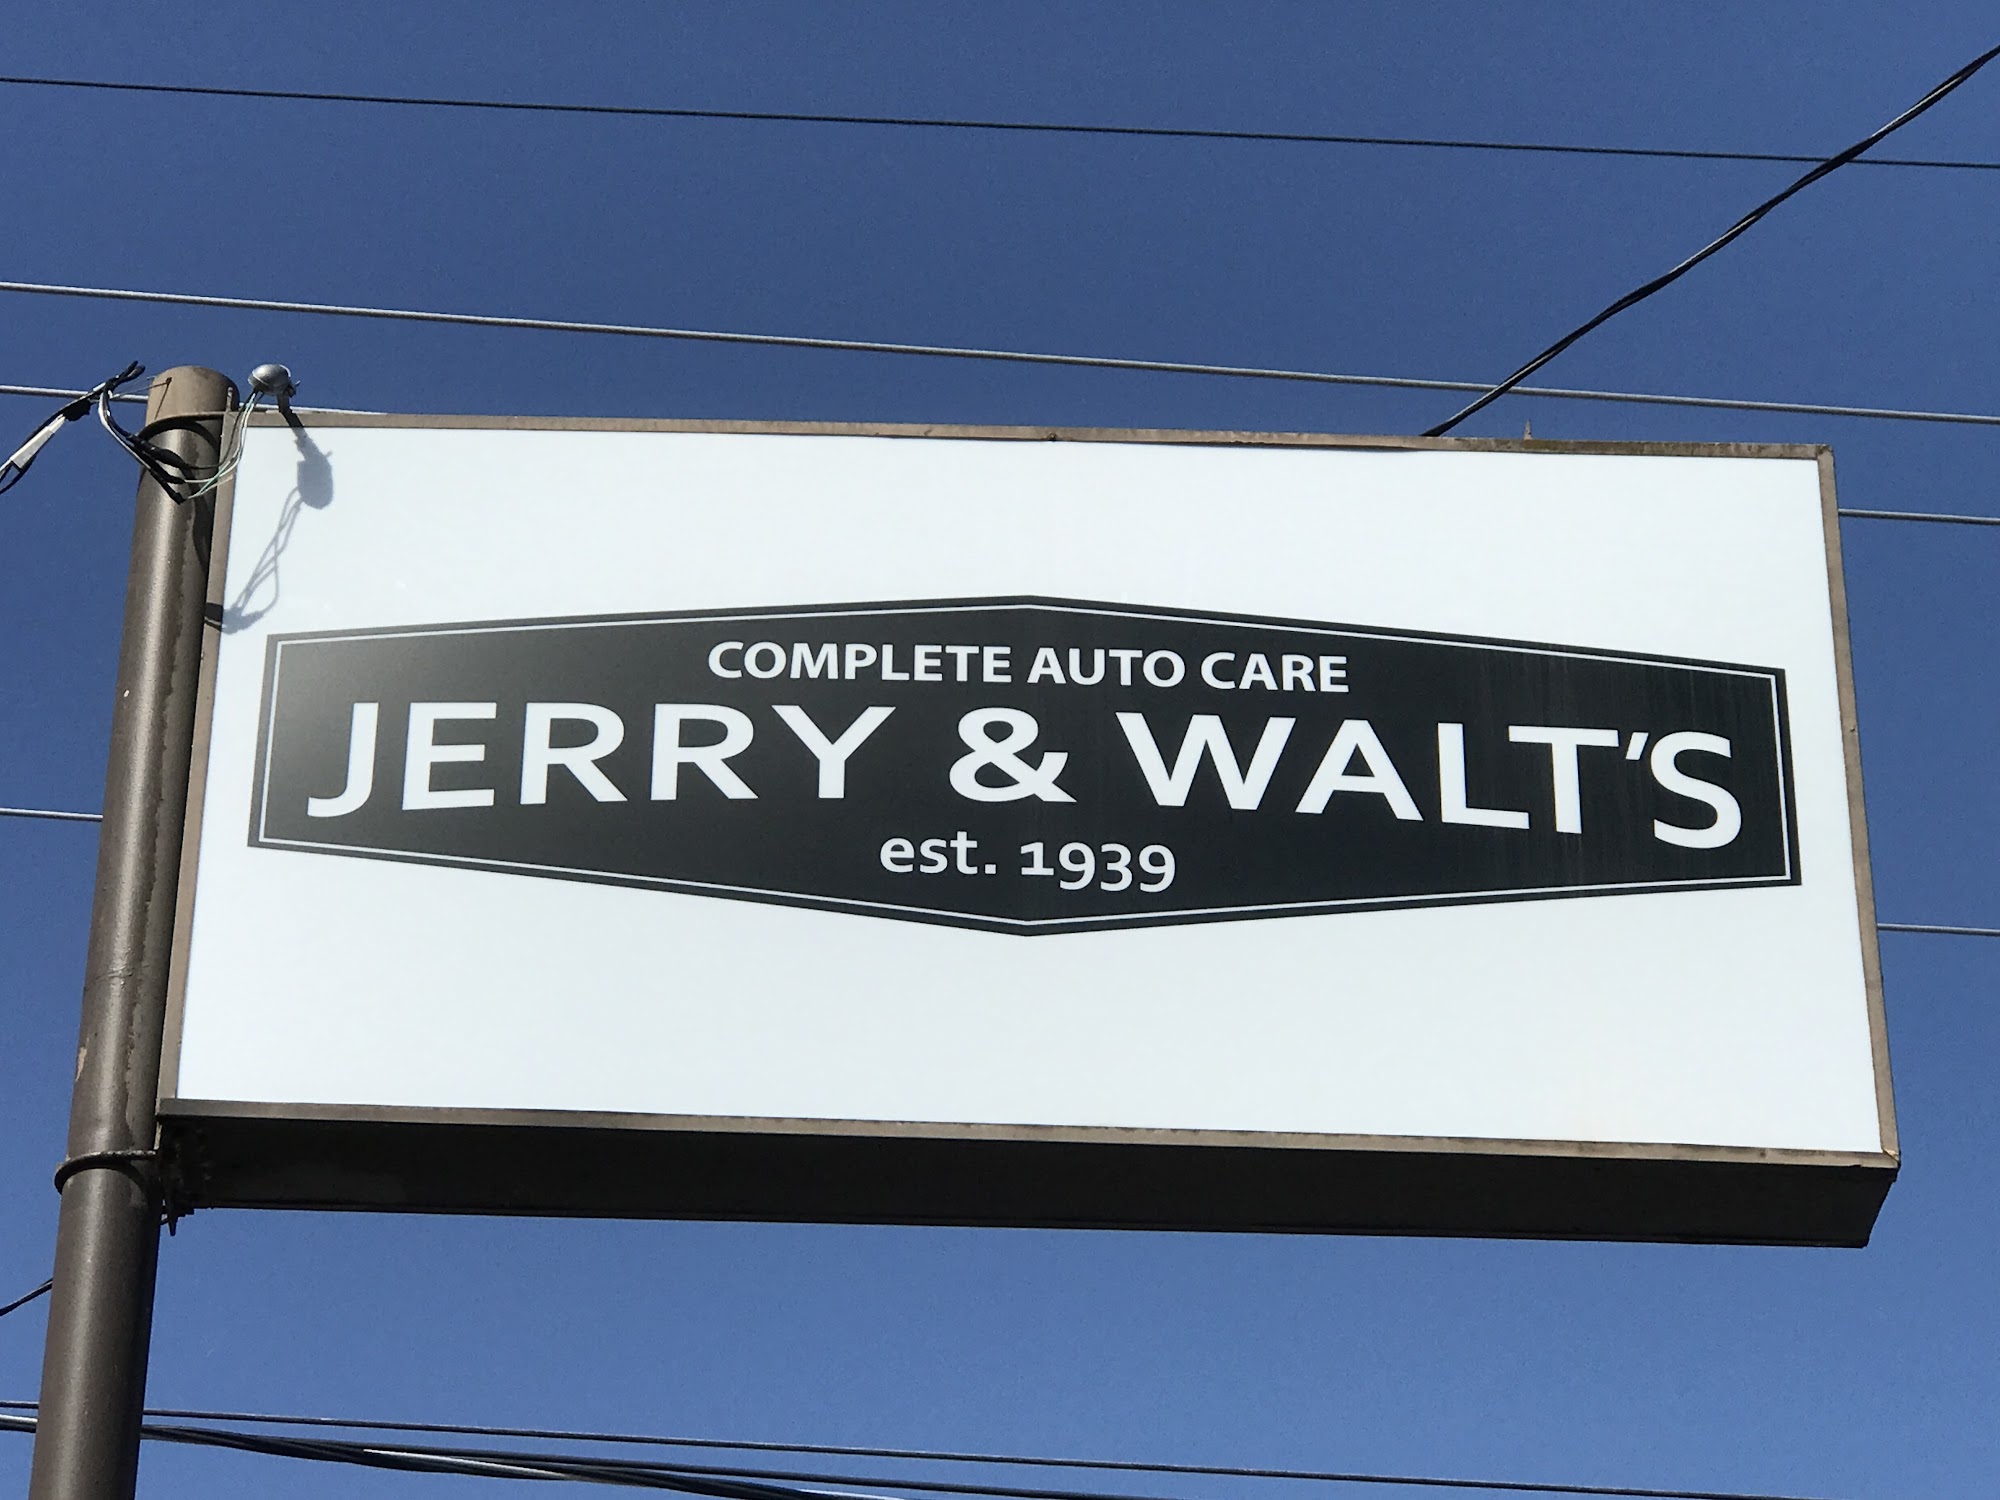 COMPLETE AUTO CARE
JERRY & WALT'S
est. 1939